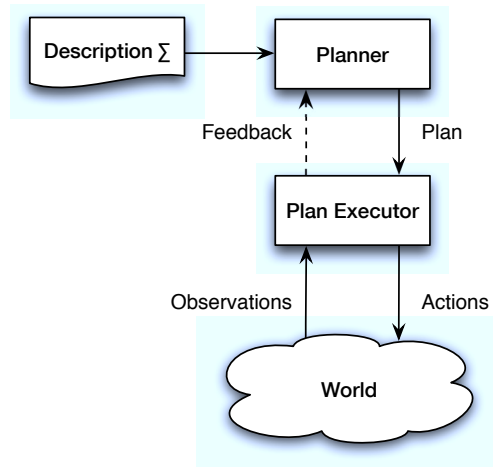 Description ∑
Planner
Feedback
Plan
Plan Executor
Observations
Actions
World